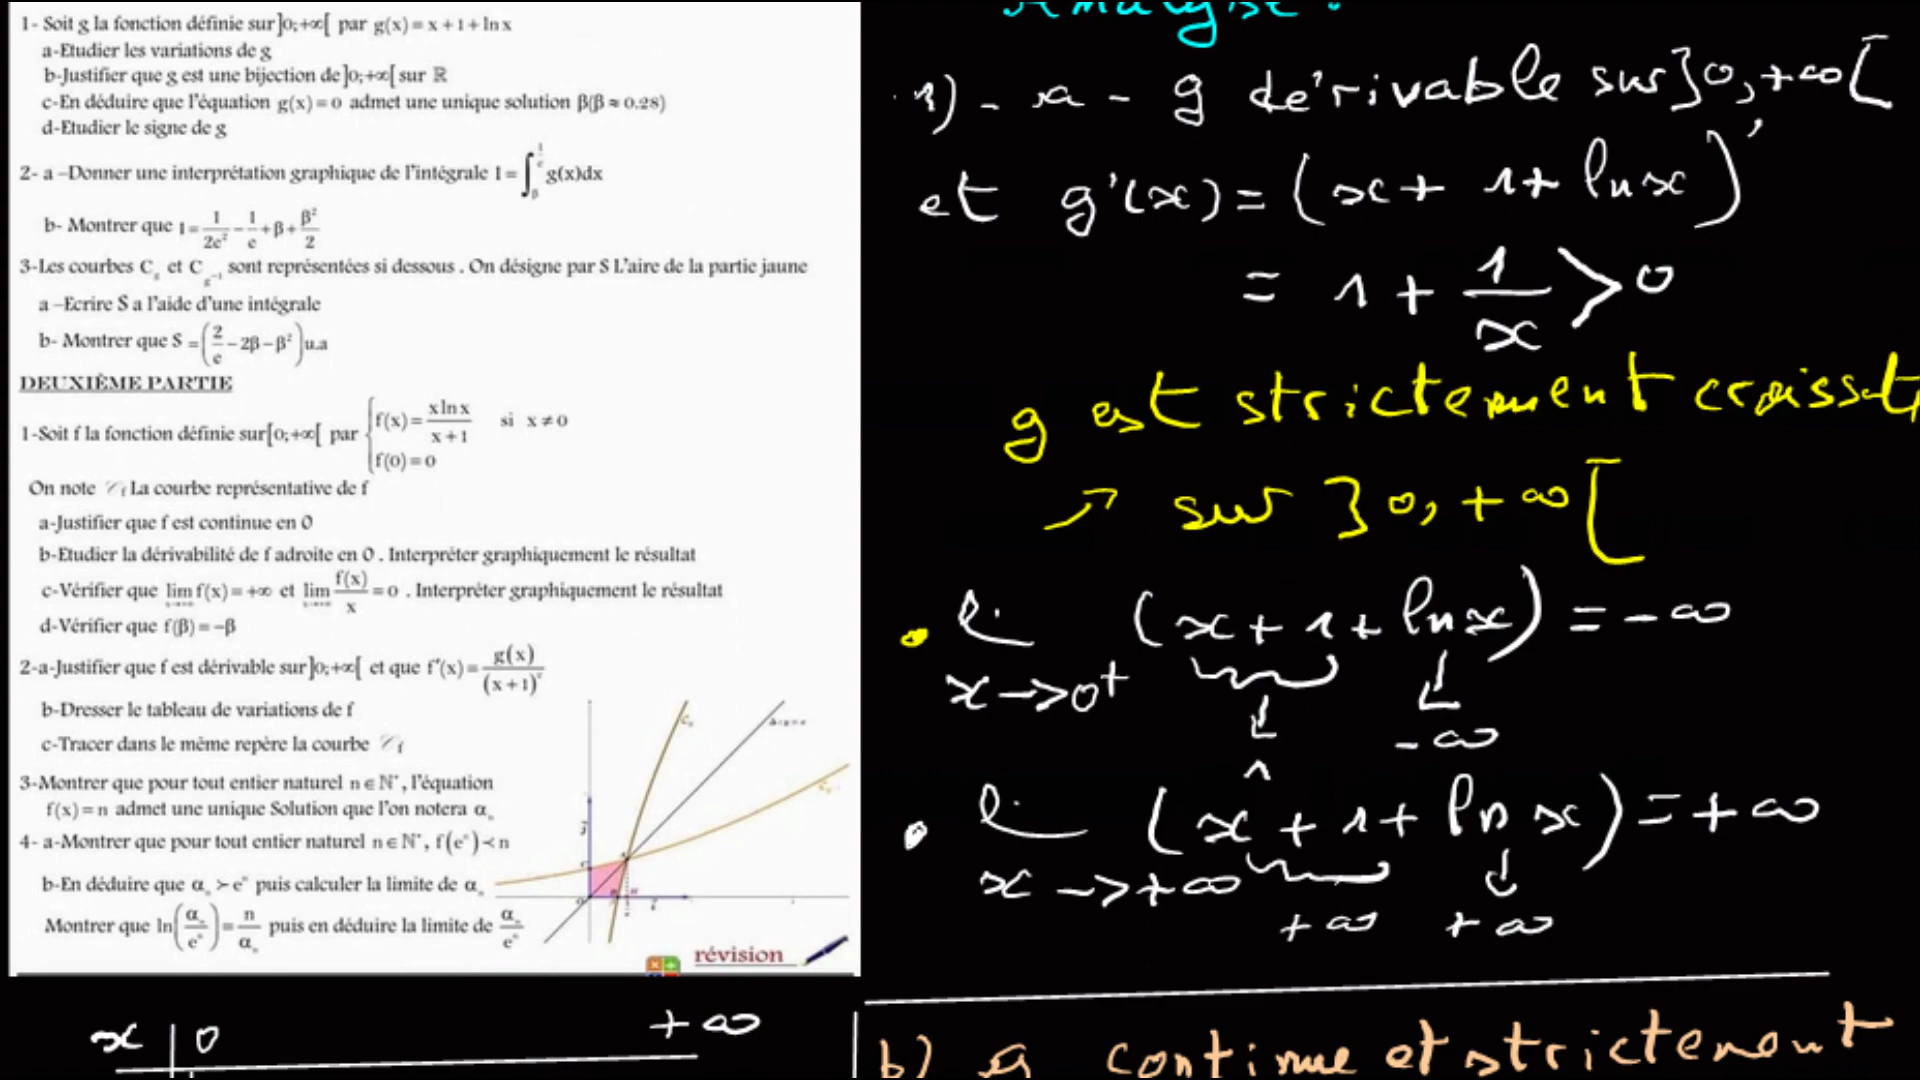 1- Soit g la fonction définie sur ]0;+∞[ par g(x) = x + 1 + ln x
a-Etudier les variations de g
b-Justifier que g est une bijection de ]0;+∞[ sur ℝ
c-En déduire que l'équation g(x) = 0 admet une unique solution β(β ≈ 0.28)
d-Etudier le signe de g
2- a –Donner une interprétation graphique de l'intégrale I = ∫_β^{1/e} g(x)dx
b- Montrer que I = 1/(2e²) − 1/e + β + β²/2
3-Les courbes C_g et C_{g⁻¹} sont représentées si dessous . On désigne par S L'aire de la partie jaune
a –Ecrire S a l'aide d'une intégrale
b- Montrer que S = (2/e − 2β − β²) u.a
DEUXIÈME PARTIE
1-Soit f la fonction définie sur [0;+∞[ par { f(x) = (x ln x)/(x + 1) si x ≠ 0
f(0) = 0
On note 𝒞f La courbe représentative de f
a-Justifier que f est continue en 0
b-Etudier la dérivabilité de f adroite en 0 . Interpréter graphiquement le résultat
c-Vérifier que lim f(x) = +∞ et lim f(x)/x = 0 . Interpréter graphiquement le résultat
d-Vérifier que f(β) = −β
2-a-Justifier que f est dérivable sur ]0;+∞[ et que f'(x) = g(x)/(x + 1)²
b-Dresser le tableau de variations de f
c-Tracer dans le même repère la courbe 𝒞f
3-Montrer que pour tout entier naturel n ∈ ℕ*, l'équation
f(x) = n admet une unique Solution que l'on notera αₙ
4- a-Montrer que pour tout entier naturel n ∈ ℕ*, f(eⁿ) ≺ n
b-En déduire que αₙ ≻ eⁿ puis calculer la limite de αₙ
Montrer que ln(αₙ/eⁿ) = n/αₙ puis en déduire la limite de αₙ/eⁿ
révision
x | 0 +∞
Analyse :
1) - a - g dérivable sur ]0, +∞[
et g'(x) = (x + 1 + ln x)'
= 1 + 1/x > 0
g est strictement croissate
↗ sur ]0, +∞[
• li (x + 1 + ln x) = -∞
x → 0⁺ ↓ 1 ↓ -∞
• li (x + 1 + ln x) = +∞
x → +∞ +∞ ↓ +∞
b) g continue et strictement